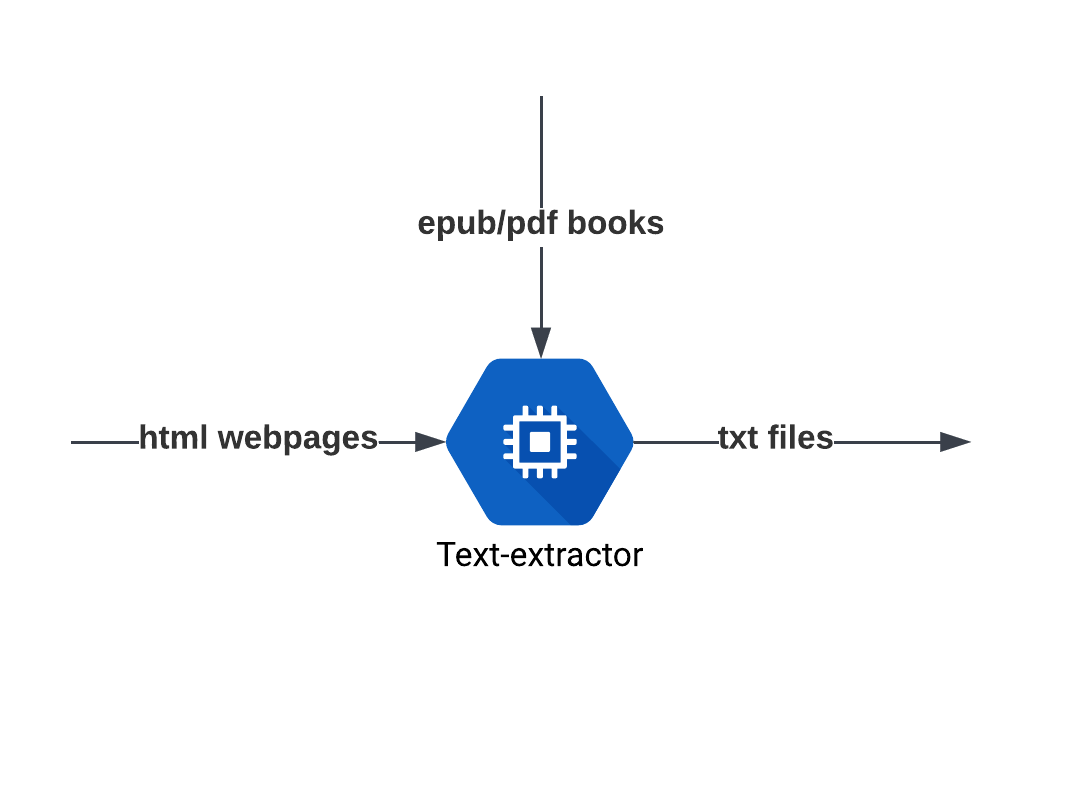 epub/pdf books
html webpages
txt files
Text-extractor